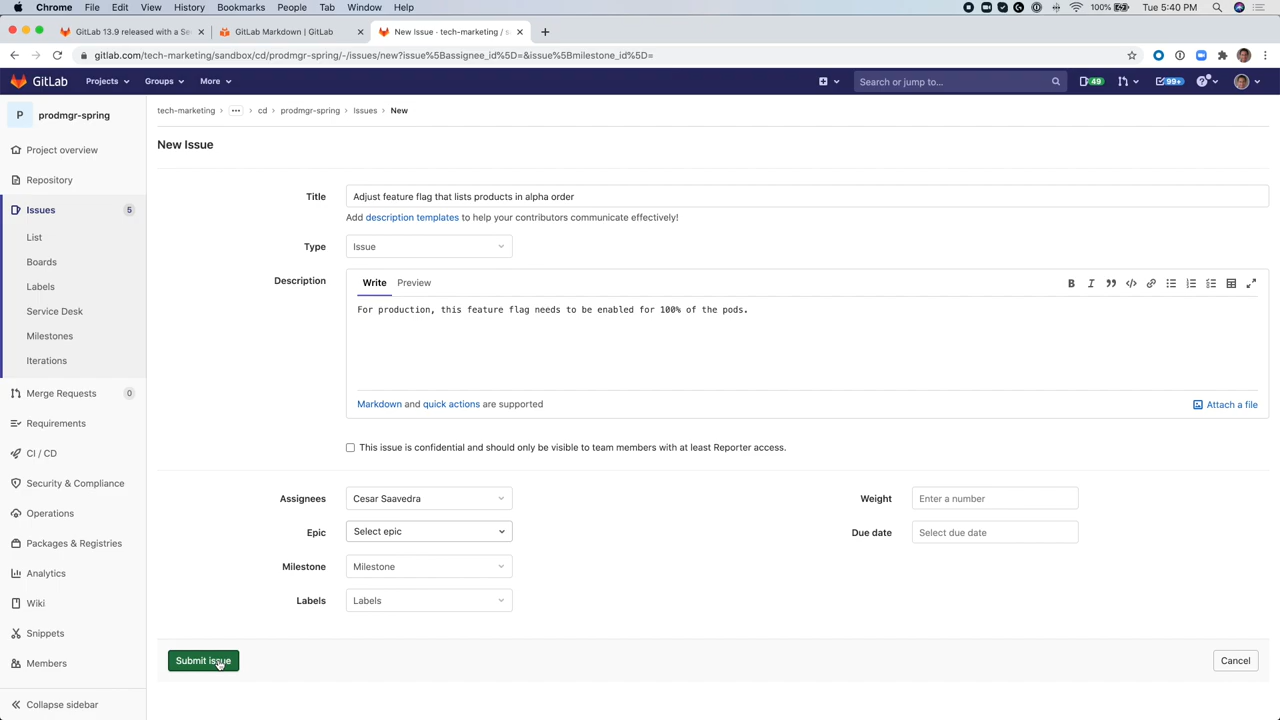 Chrome File Edit View History Bookmarks People Tab Window Help 100% Tue 5:40 PM
GitLab 13.9 released with a Se × GitLab Markdown | GitLab × New Issue · tech-marketing / s × +
gitlab.com/tech-marketing/sandbox/cd/prodmgr-spring/-/issues/new?issue%5Bassignee_id%5D=&issue%5Bmilestone_id%5D=
GitLab Projects Groups More Search or jump to... 49 99+
P prodmgr-spring
tech-marketing › ••• › cd › prodmgr-spring › Issues › New
New Issue
Project overview
Repository
Issues 5
List
Boards
Labels
Service Desk
Milestones
Iterations
Merge Requests 0
Requirements
CI / CD
Security & Compliance
Operations
Packages & Registries
Analytics
Wiki
Snippets
Members
Collapse sidebar
Title Adjust feature flag that lists products in alpha order
Add description templates to help your contributors communicate effectively!
Type Issue
Description Write Preview
For production, this feature flag needs to be enabled for 100% of the pods.
Markdown and quick actions are supported Attach a file
This issue is confidential and should only be visible to team members with at least Reporter access.
Assignees Cesar Saavedra Weight Enter a number
Epic Select epic Due date Select due date
Milestone Milestone
Labels Labels
Submit issue Cancel